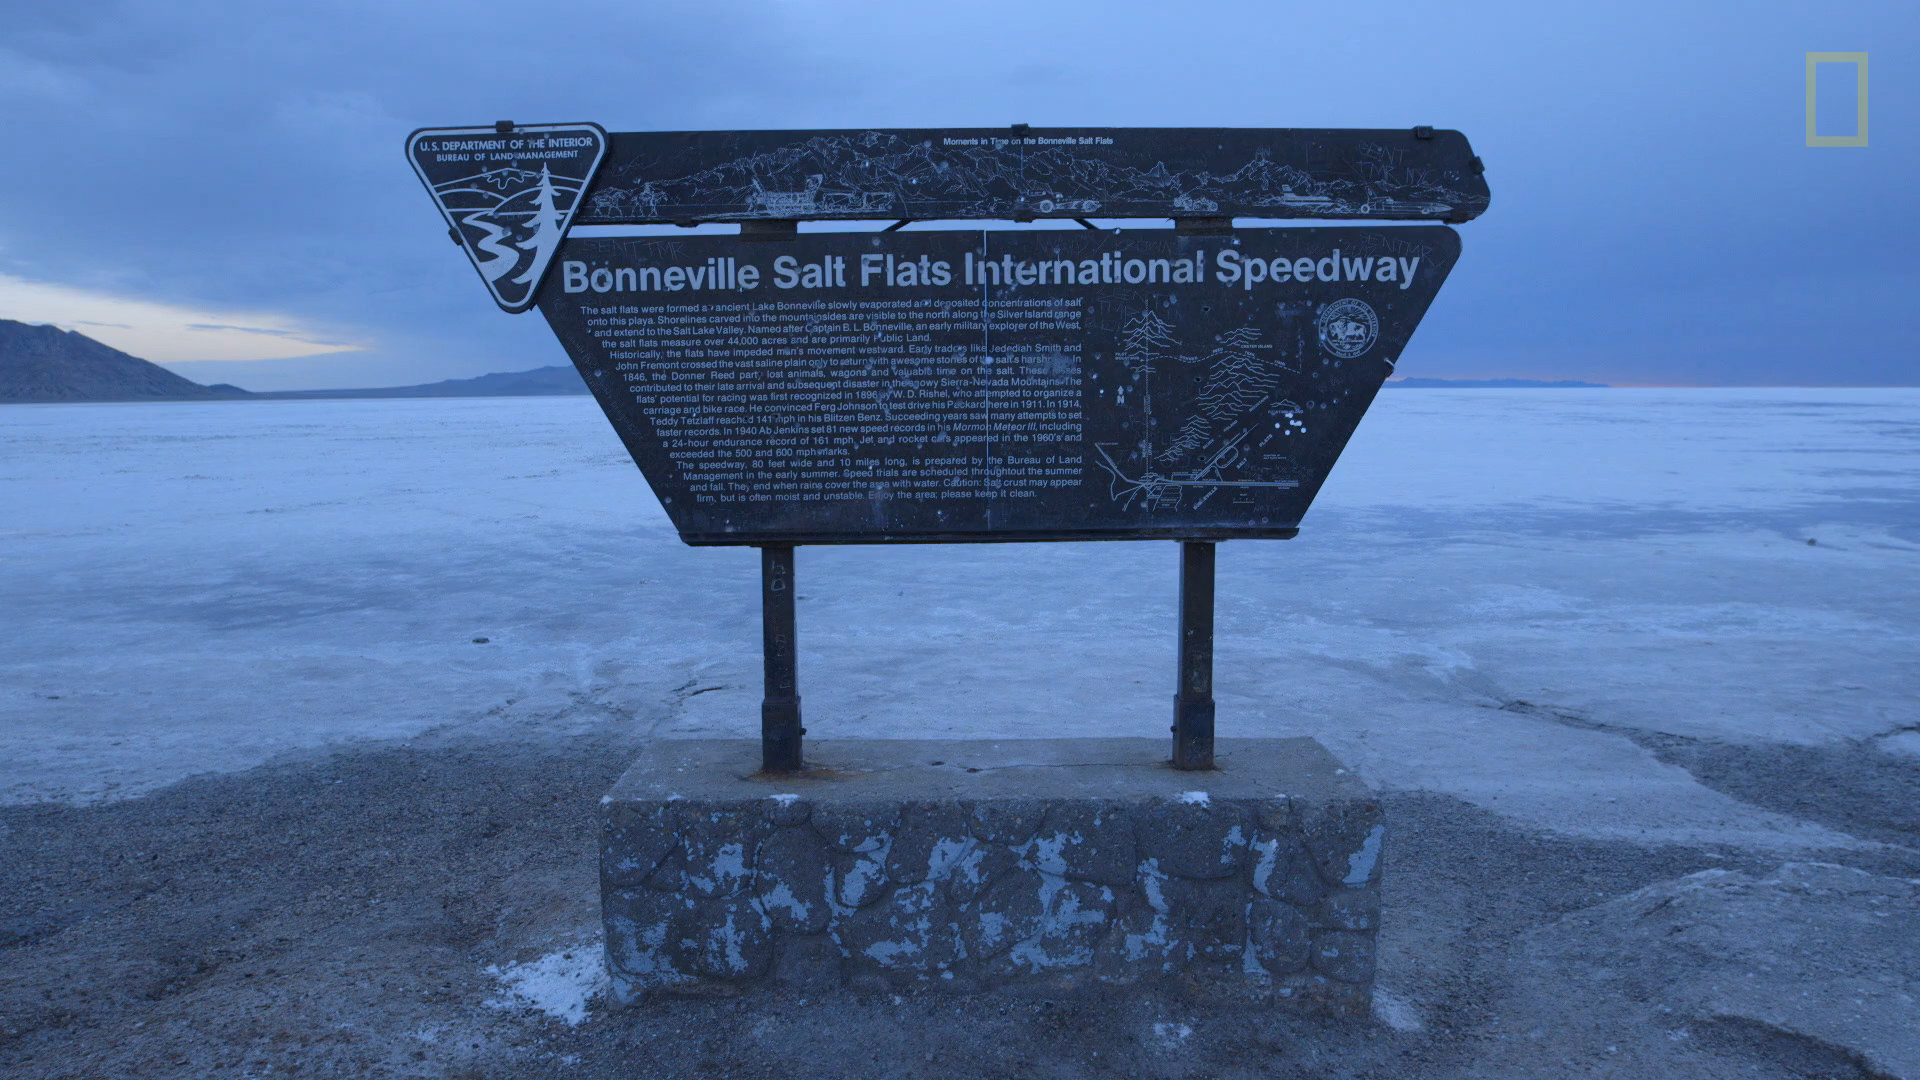 U.S. DEPARTMENT OF THE INTERIOR
BUREAU OF LAND MANAGEMENT
Moments in Time on the Bonneville Salt Flats
Bonneville Salt Flats International Speedway
The salt flats were formed as ancient Lake Bonneville slowly evaporated and deposited concentrations of salt
onto this playa. Shorelines carved into the mountainsides are visible to the north along the Silver Island range
and extend to the Salt Lake Valley. Named after Captain B. L. Bonneville, an early military explorer of the West,
the salt flats measure over 44,000 acres and are primarily Public Land.
Historically, the flats have impeded man's movement westward. Early traders like Jedediah Smith and
John Fremont crossed the vast saline plain only to return with awesome stories of the salt's harshness. In
1846, the Donner Reed party lost animals, wagons and valuable time on the salt. These losses
contributed to their late arrival and subsequent disaster in the snowy Sierra-Nevada Mountains. The
flats' potential for racing was first recognized in 1896 by W. D. Rishel, who attempted to organize a
carriage and bike race. He convinced Ferg Johnson to test drive his Packard here in 1911. In 1914,
Teddy Tetzlaff reached 141 mph in his Blitzen Benz. Succeeding years saw many attempts to set
faster records. In 1940 Ab Jenkins set 81 new speed records in his Mormon Meteor III, including
a 24-hour endurance record of 161 mph. Jet and rocket cars appeared in the 1960's and
exceeded the 500 and 600 mph marks.
The speedway, 80 feet wide and 10 miles long, is prepared by the Bureau of Land
Management in the early summer. Speed trials are scheduled throughtout the summer
and fall. They end when rains cover the area with water. Caution: Salt crust may appear
firm, but is often moist and unstable. Enjoy the area; please keep it clean.
N